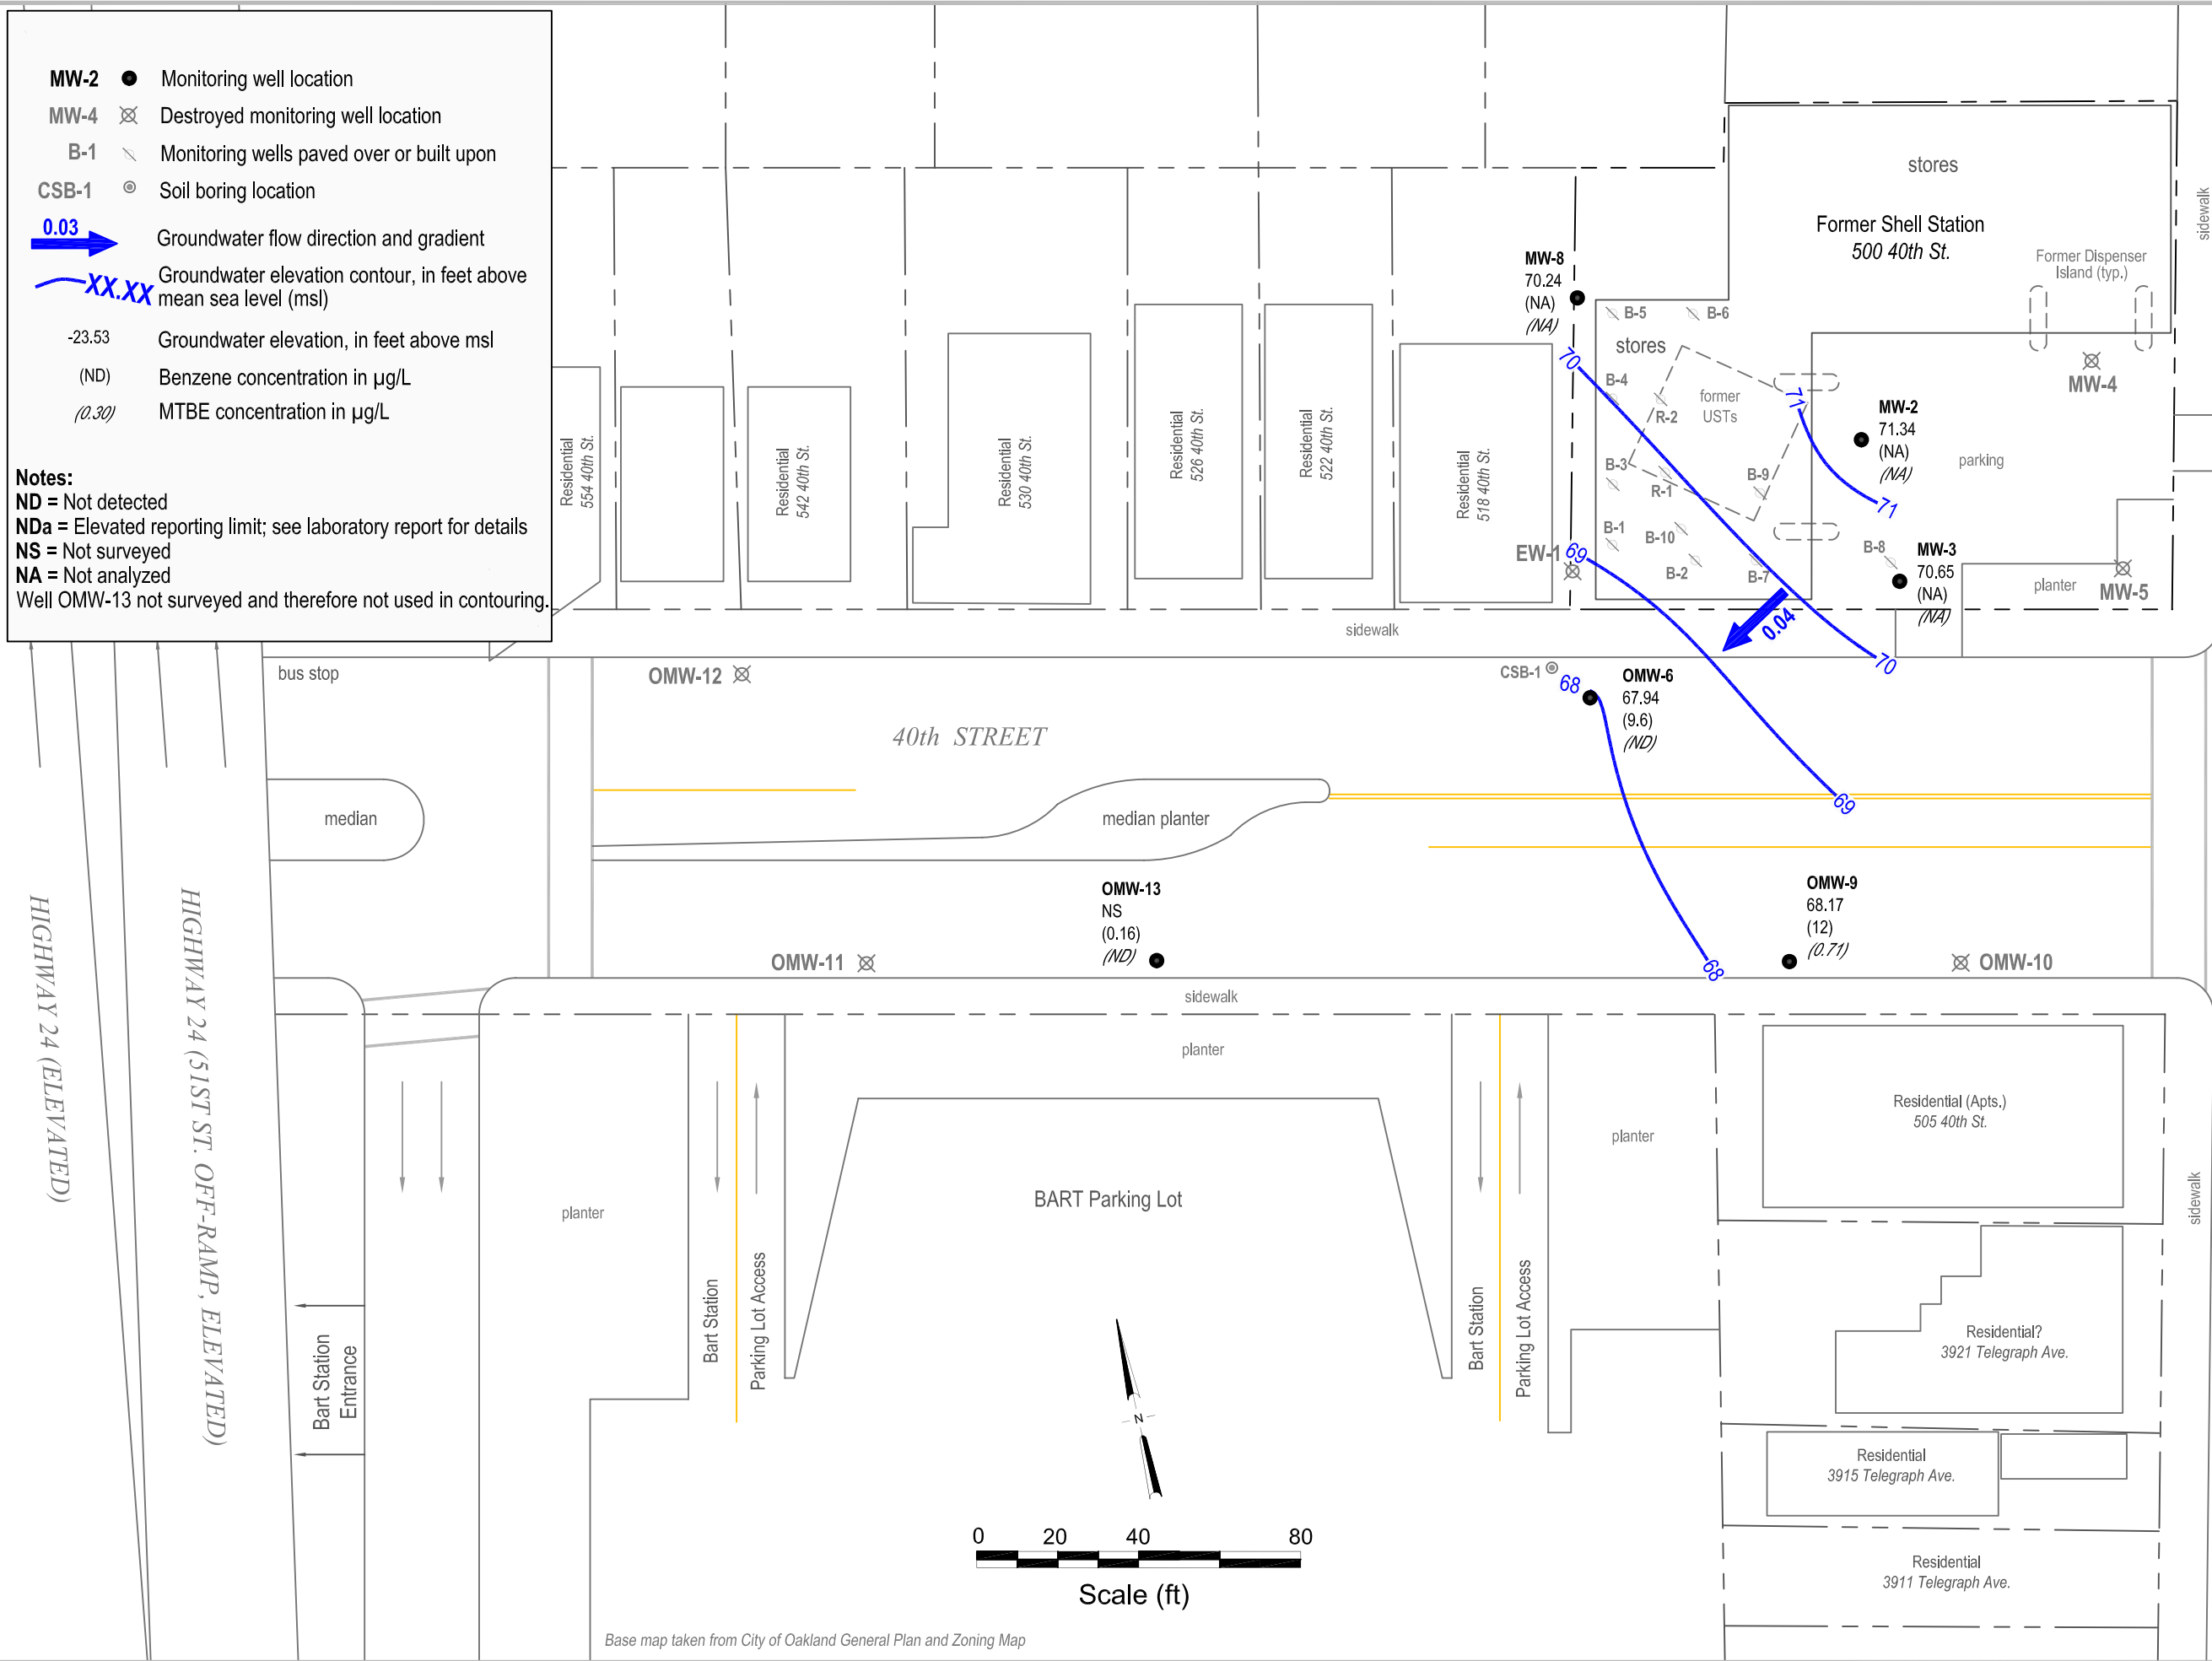 MW-2 Monitoring well location
MW-4 Destroyed monitoring well location
B-1 Monitoring wells paved over or built upon
CSB-1 Soil boring location
0.03
Groundwater flow direction and gradient
XX.XX
Groundwater elevation contour, in feet above
mean sea level (msl)
-23.53 Groundwater elevation, in feet above msl
(ND) Benzene concentration in µg/L
(0.30) MTBE concentration in µg/L
Notes:
ND = Not detected
NDa = Elevated reporting limit; see laboratory report for details
NS = Not surveyed
NA = Not analyzed
Well OMW-13 not surveyed and therefore not used in contouring.
stores
Former Shell Station
500 40th St.
Former Dispenser
Island (typ.)
sidewalk
MW-8
70.24
(NA)
(NA)
B-5
B-6
stores
70
B-4
R-2
former
USTs
71
MW-4
MW-2
71.34
(NA)
(NA)
parking
B-3
R-1
B-9
71
B-1
B-10
B-2
B-7
B-8
EW-1
69
MW-3
70.65
(NA)
(NA)
planter
MW-5
Residential
554 40th St.
Residential
542 40th St.
Residential
530 40th St.
Residential
526 40th St.
Residential
522 40th St.
Residential
518 40th St.
sidewalk
0.04
70
bus stop
OMW-12
CSB-1
68
OMW-6
67.94
(9.6)
(ND)
40th STREET
69
median
median planter
OMW-13
NS
(0.16)
(ND)
OMW-9
68.17
(12)
(0.71)
OMW-11
68
OMW-10
HIGHWAY 24 (ELEVATED)
HIGHWAY 24 (51ST ST. OFF-RAMP, ELEVATED)
sidewalk
planter
Residential (Apts.)
505 40th St.
planter
BART Parking Lot
planter
sidewalk
Bart Station
Parking Lot Access
Bart Station
Parking Lot Access
Bart Station
Entrance
Residential?
3921 Telegraph Ave.
N
Residential
3915 Telegraph Ave.
0 20 40 80
Scale (ft)
Residential
3911 Telegraph Ave.
Base map taken from City of Oakland General Plan and Zoning Map